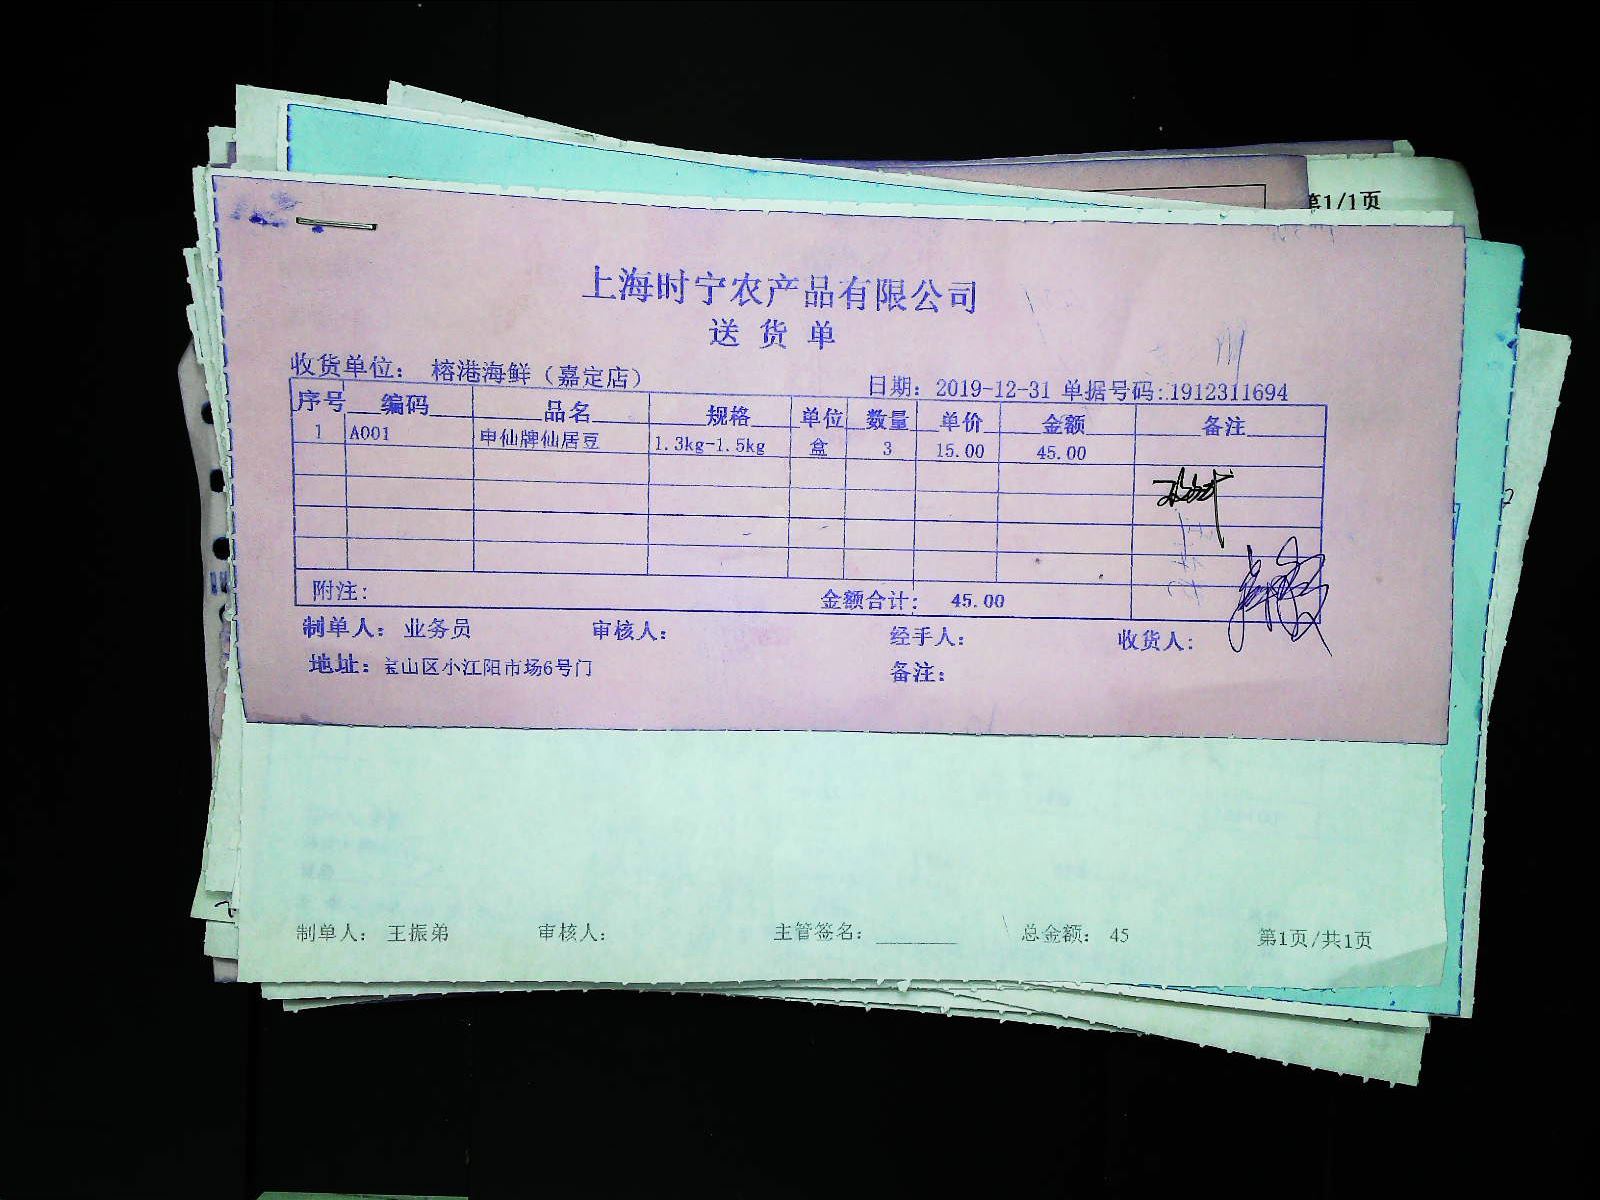 第1/1页
上海时宁农产品有限公司
送货单
收货单位： 榕港海鲜（嘉定店）
日期：2019-12-31 单据号码：1912311694
序号 编码 品名 规格 单位 数量 单价 金额 备注
1 A001 申仙牌仙居豆 1.3kg-1.5kg 盒 3 15.00 45.00
附注： 金额合计： 45.00
制单人：业务员 审核人： 经手人： 收货人：
地址：宝山区小江阳市场6号门 备注：
制单人： 王振弟 审核人： 主管签名：________ 总金额： 45 第1页/共1页